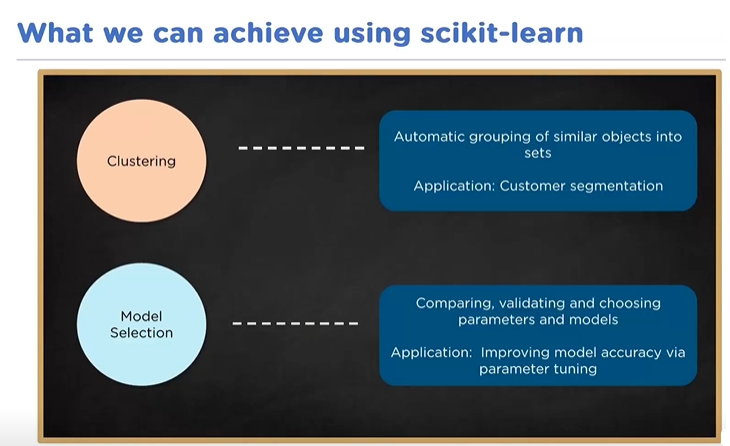 What we can achieve using scikit-learn
Clustering
Automatic grouping of similar objects into
sets
Application: Customer segmentation
Model
Selection
Comparing, validating and choosing
parameters and models
Application: Improving model accuracy via
parameter tuning